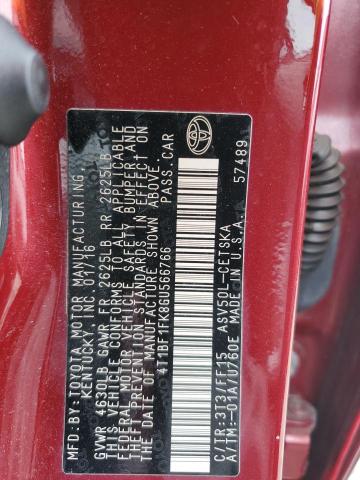 MFD.BY:TOYOTA MOTOR MANUFACTURING,
KENTUCKY, INC. 01/16
GVWR 4630LB GAWR FR 2625LB RR 2625LB
THIS VEHICLE CONFORMS TO ALL APPLICABLE
FEDERAL MOTOR VEHICLE SAFETY, BUMPER, AND
THEFT PREVENTION STANDARDS IN EFFECT ON
THE DATE OF MANUFACTURE SHOWN ABOVE.
4T1BF1FK8GU566766 PASS.CAR
C/TR:3T3/FF15 ASV50L-CETSKA
A/TM:-01A/U760E MADE IN U.S.A.
57489